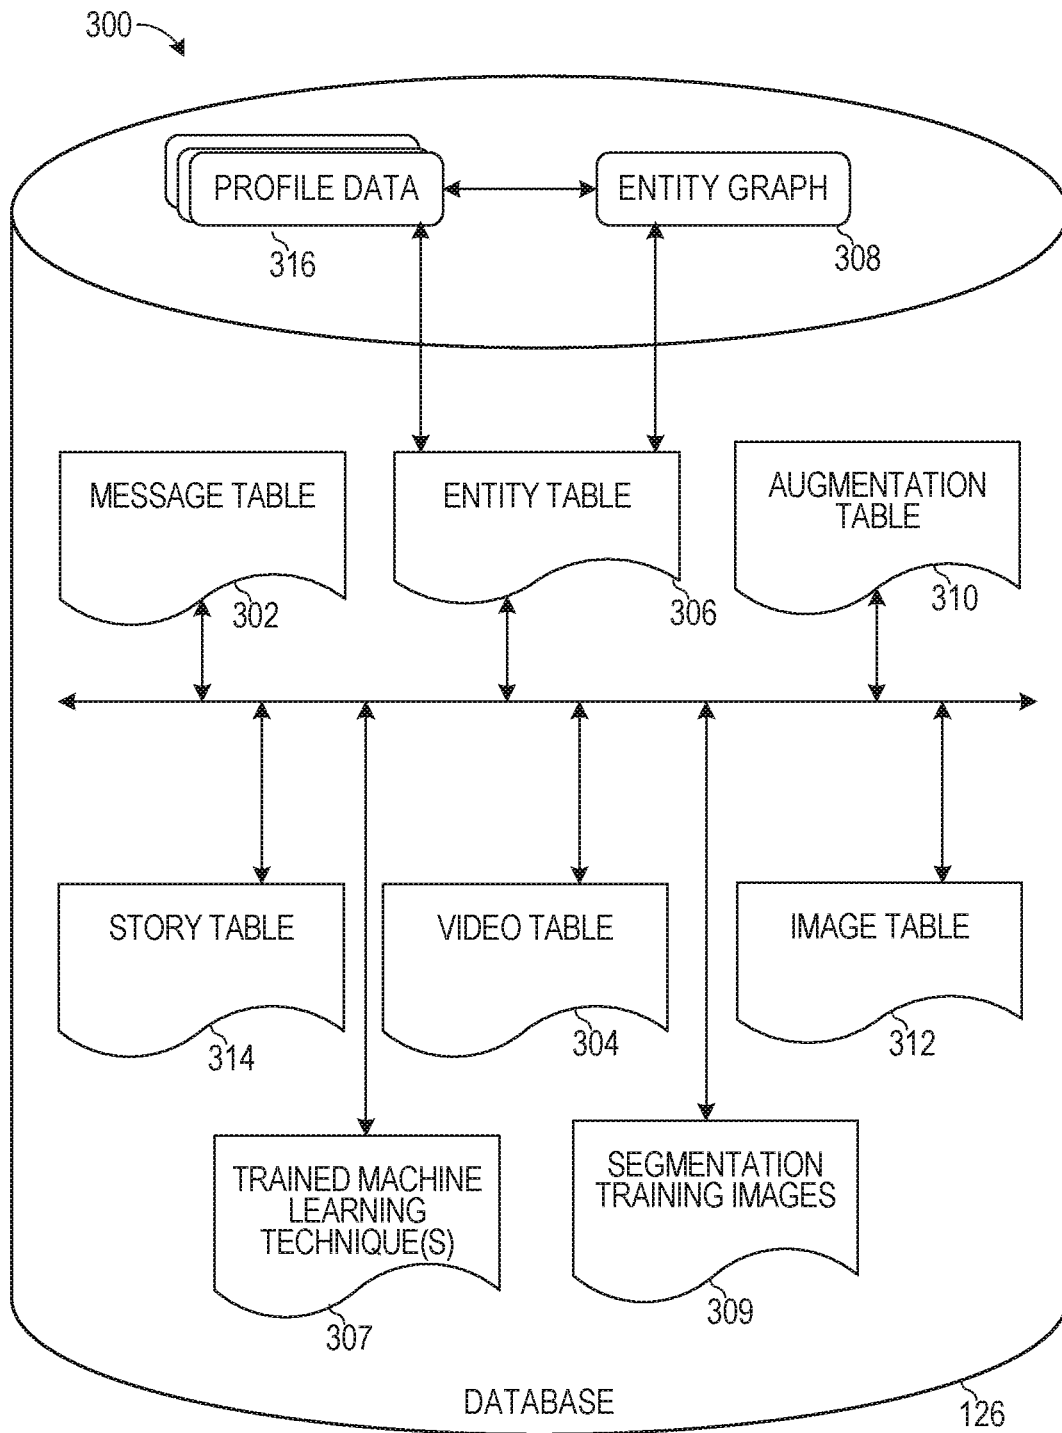 300
PROFILE DATA
ENTITY GRAPH
316
308
MESSAGE TABLE
ENTITY TABLE
AUGMENTATION
TABLE
302
306
310
STORY TABLE
VIDEO TABLE
IMAGE TABLE
314
304
312
TRAINED MACHINE
LEARNING
TECHNIQUE(S)
SEGMENTATION
TRAINING IMAGES
307
309
DATABASE
126